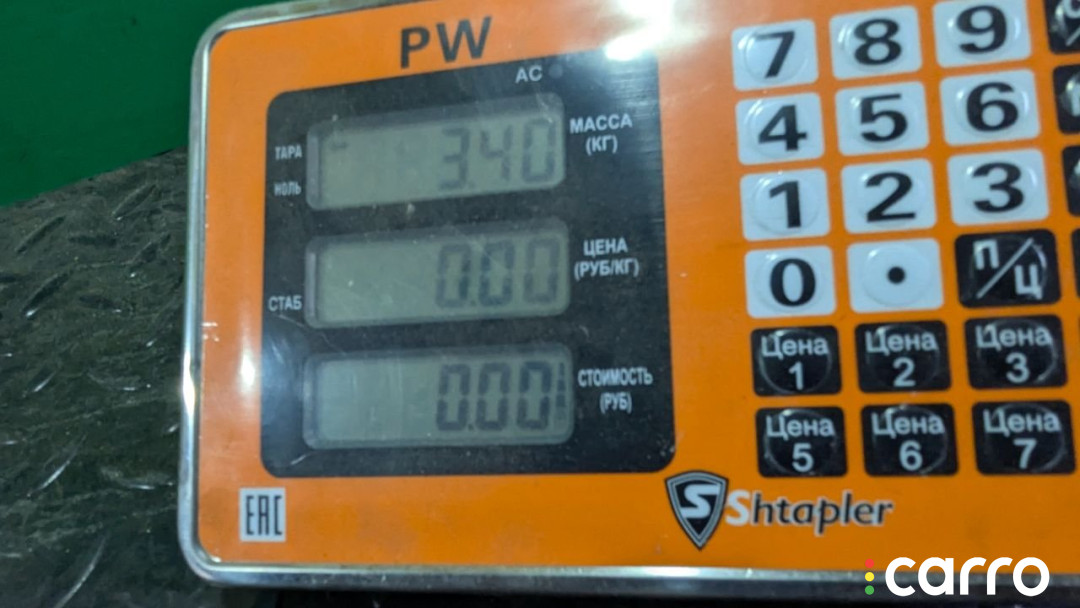 PW
AC
ТАРА
НОЛЬ
3.40
МАССА
(КГ)
СТАБ
0.00
ЦЕНА
(РУБ/КГ)
0.00
СТОИМОСТЬ
(РУБ)
EAC
Shtapler
7 8 9
4 5 6
1 2 3
0 • П/Ц
Цена 1
Цена 2
Цена 3
Цена 5
Цена 6
Цена 7
carro